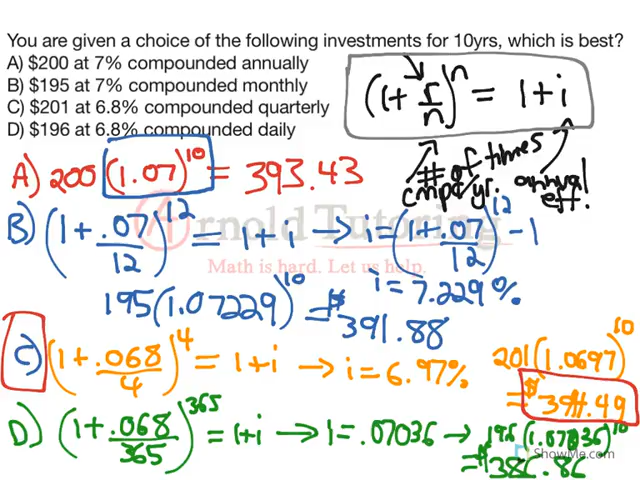 You are given a choice of the following investments for 10yrs, which is best?
A) $200 at 7% compounded annually
B) $195 at 7% compounded monthly
C) $201 at 6.8% compounded quarterly
D) $196 at 6.8% compounded daily
(1 + r/n)^n = 1 + i
# of times
cmpd/yr.
annual
eff.
A) 200 (1.07)^10 = 393.43
Arnold Tutoring
Math is hard. Let us help.
B) (1 + .07/12)^12 = 1 + i → i = (1 + .07/12)^12 - 1
i = 7.229%
195 (1.07229)^10 = $391.88
C) (1 + .068/4)^4 = 1 + i → i = 6.97%
201 (1.0697)^10
= $394.49
D) (1 + .068/365)^365 = 1 + i → 1 = .07036 → 196 (1.07036)^10
= $386.86
ShowMe.com